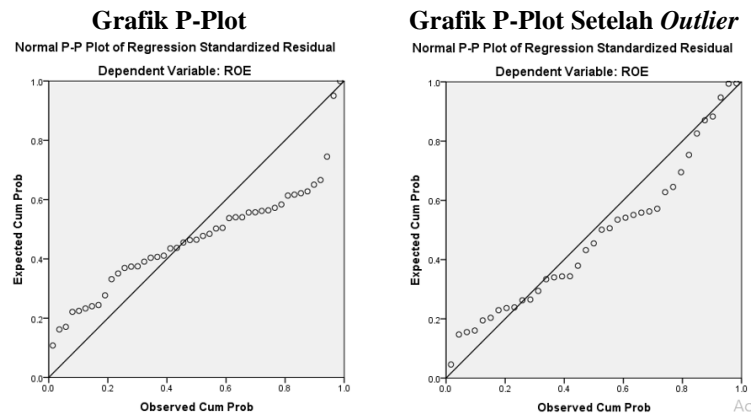 Grafik P-Plot
Normal P-P Plot of Regression Standardized Residual
Dependent Variable: ROE
Expected Cum Prob
1.0
0.8
0.6
0.4
0.2
0.0
0.0 0.2 0.4 0.6 0.8 1.0
Observed Cum Prob
Grafik P-Plot Setelah Outlier
Normal P-P Plot of Regression Standardized Residual
Dependent Variable: ROE
Expected Cum Prob
1.0
0.8
0.6
0.4
0.2
0.0
0.0 0.2 0.4 0.6 0.8 1.0
Observed Cum Prob